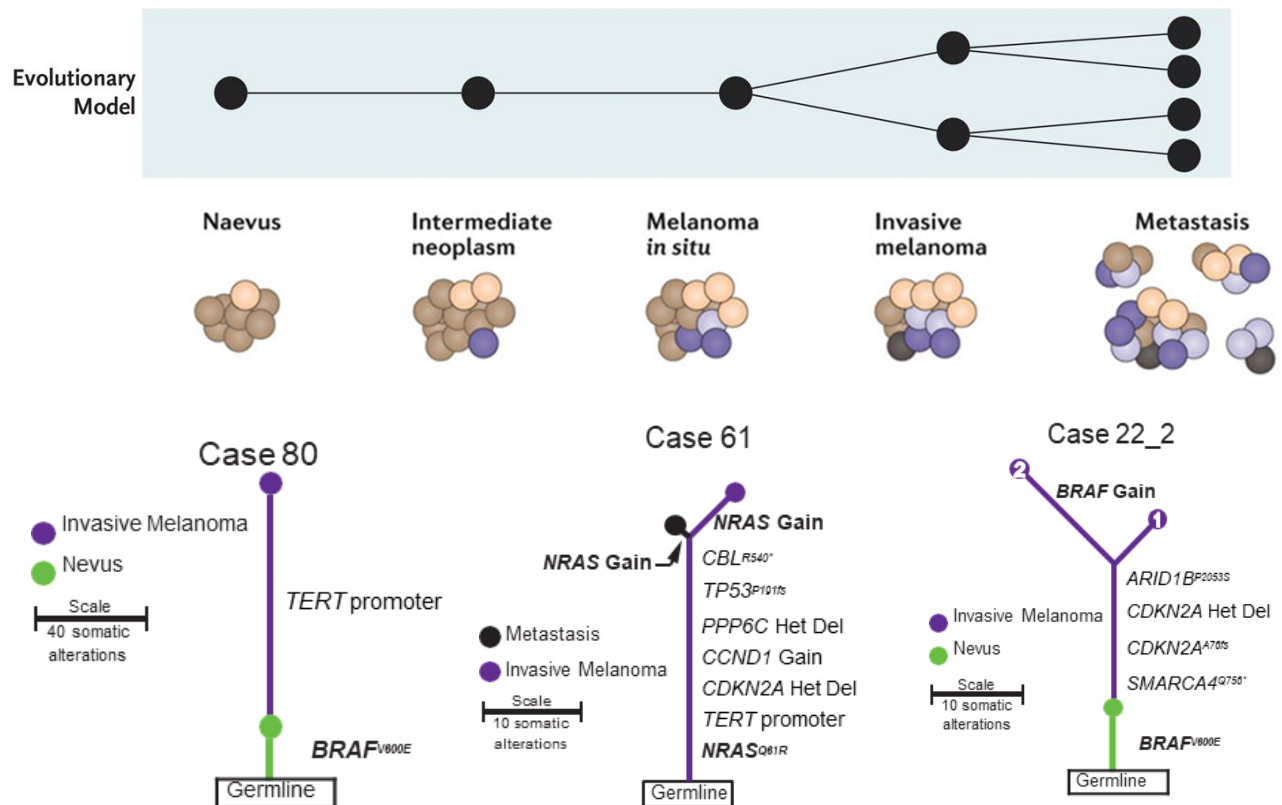 Evolutionary
Model
Naevus
Intermediate
neoplasm
Melanoma
in situ
Invasive
melanoma
Metastasis
Case 80
Invasive Melanoma
Nevus
Scale
40 somatic
alterations
TERT promoter
BRAFV600E
Germline
Case 61
NRAS Gain
NRAS Gain
CBLR540*
TP53P191fs
PPP6C Het Del
CCND1 Gain
CDKN2A Het Del
TERT promoter
NRASQ61R
Metastasis
Invasive Melanoma
Scale
10 somatic
alterations
Germline
Case 22_2
2
BRAF Gain
1
ARID1BP2053S
CDKN2A Het Del
CDKN2AA76fs
SMARCA4Q756*
Invasive Melanoma
Nevus
Scale
10 somatic
alterations
BRAFV600E
Germline